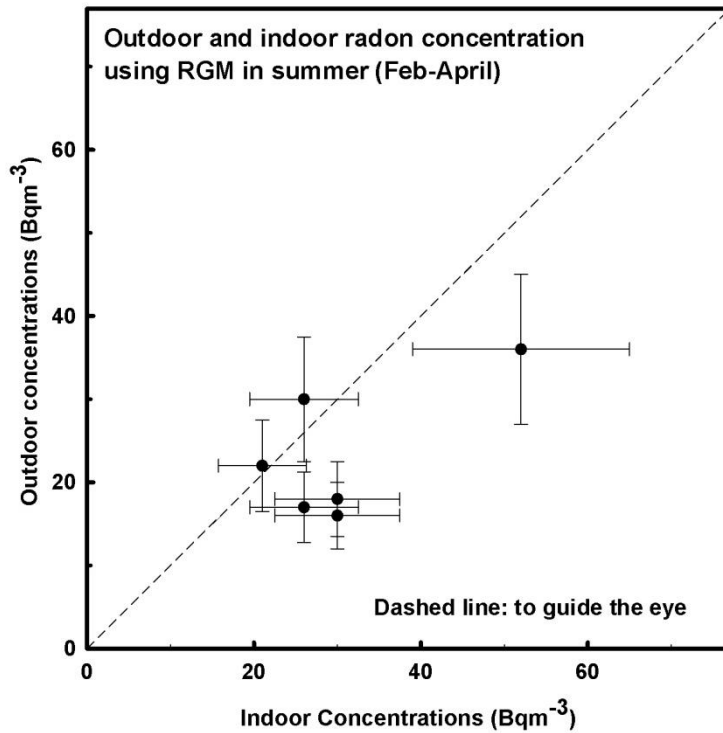 Outdoor and indoor radon concentration
using RGM in summer (Feb-April)
Outdoor concentrations (Bqm⁻³)
60
40
20
0
Dashed line: to guide the eye
0 20 40 60
Indoor Concentrations (Bqm⁻³)